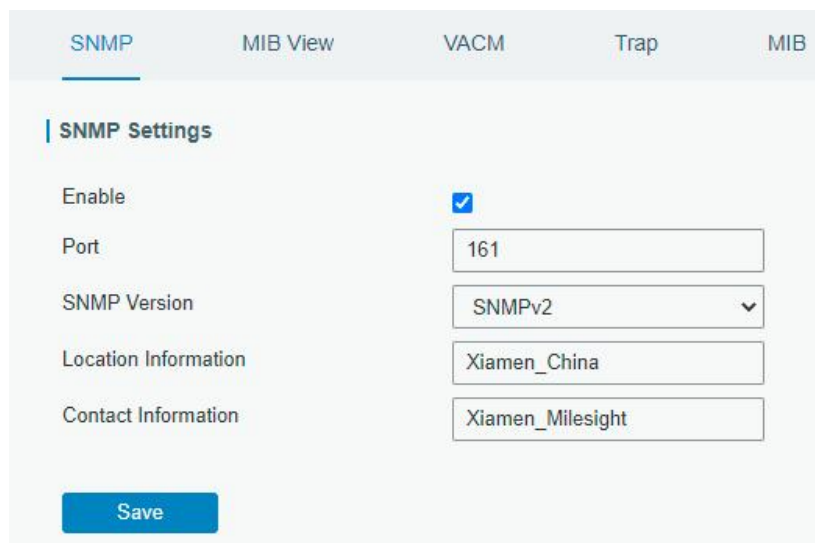 SNMP MIB View VACM Trap MIB
SNMP Settings
Enable
Port 161
SNMP Version SNMPv2
Location Information Xiamen_China
Contact Information Xiamen_Milesight
Save